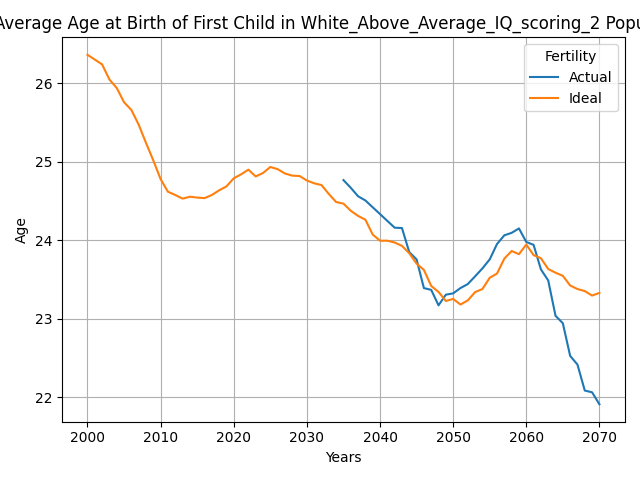 Average Age at Birth of First Child in White_Above_Average_IQ_scoring_2 Popu
Fertility
Actual
Ideal
Age
26
25
24
23
22
2000 2010 2020 2030 2040 2050 2060 2070
Years